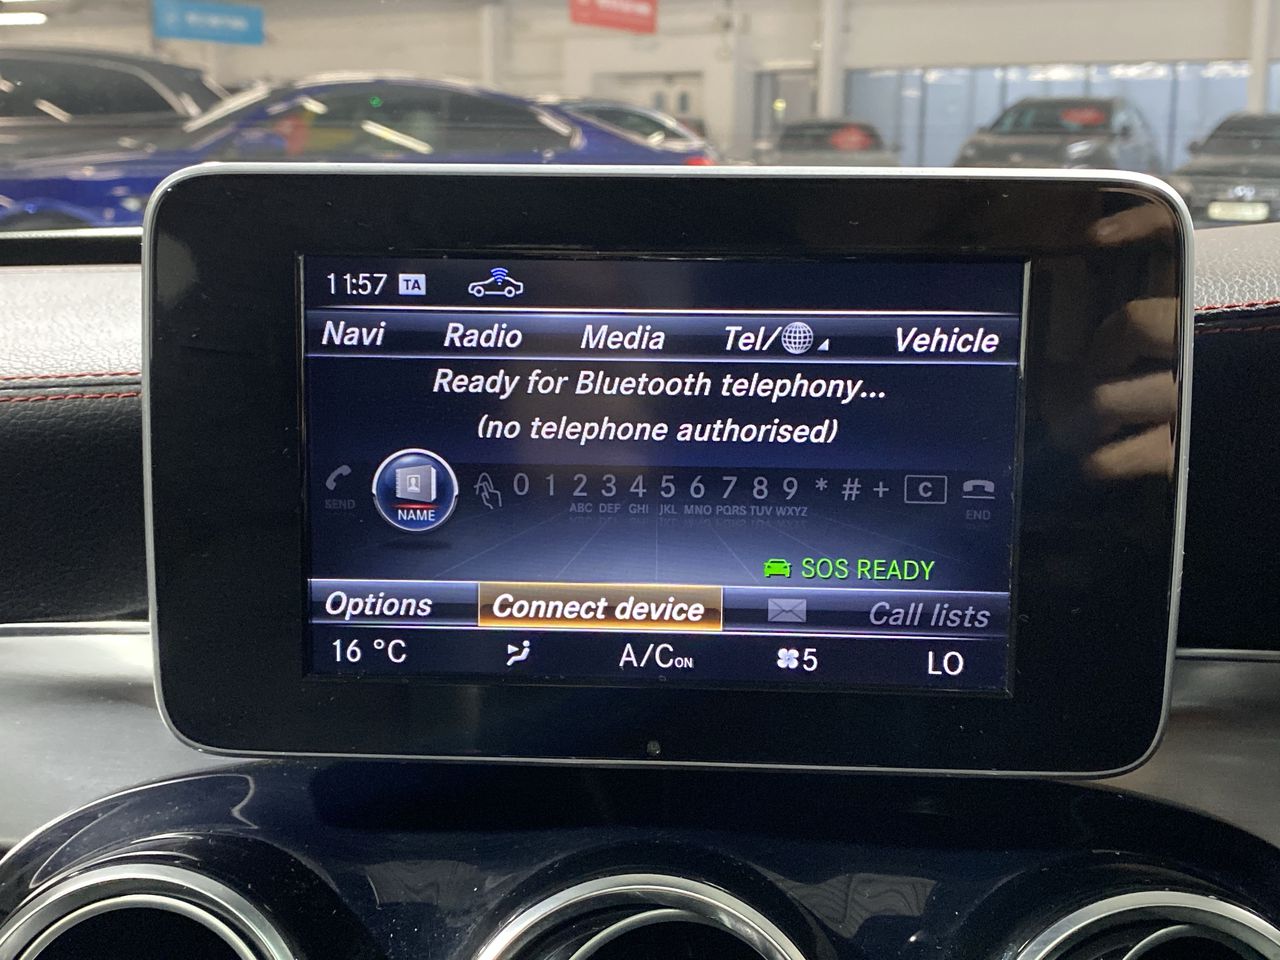 11:57 TA
Navi Radio Media Tel/ Vehicle
Ready for Bluetooth telephony...
(no telephone authorised)
SEND NAME 0 1 2 3 4 5 6 7 8 9 * # + C END
ABC DEF GHI JKL MNO PQRS TUV WXYZ
SOS READY
Options Connect device Call lists
16 °C A/C ON 5 LO